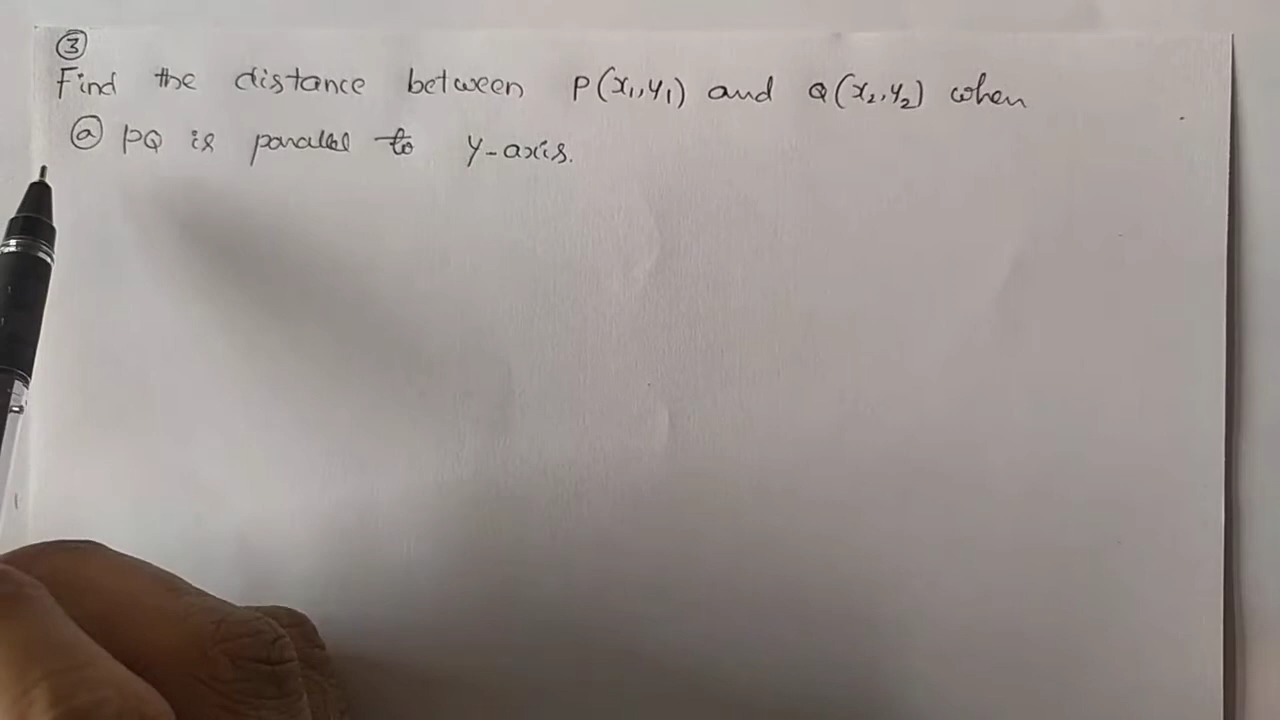 ③
Find the distance between P(x₁,y₁) and Q(x₂,y₂) when
ⓐ PQ is parallel to y-axis.